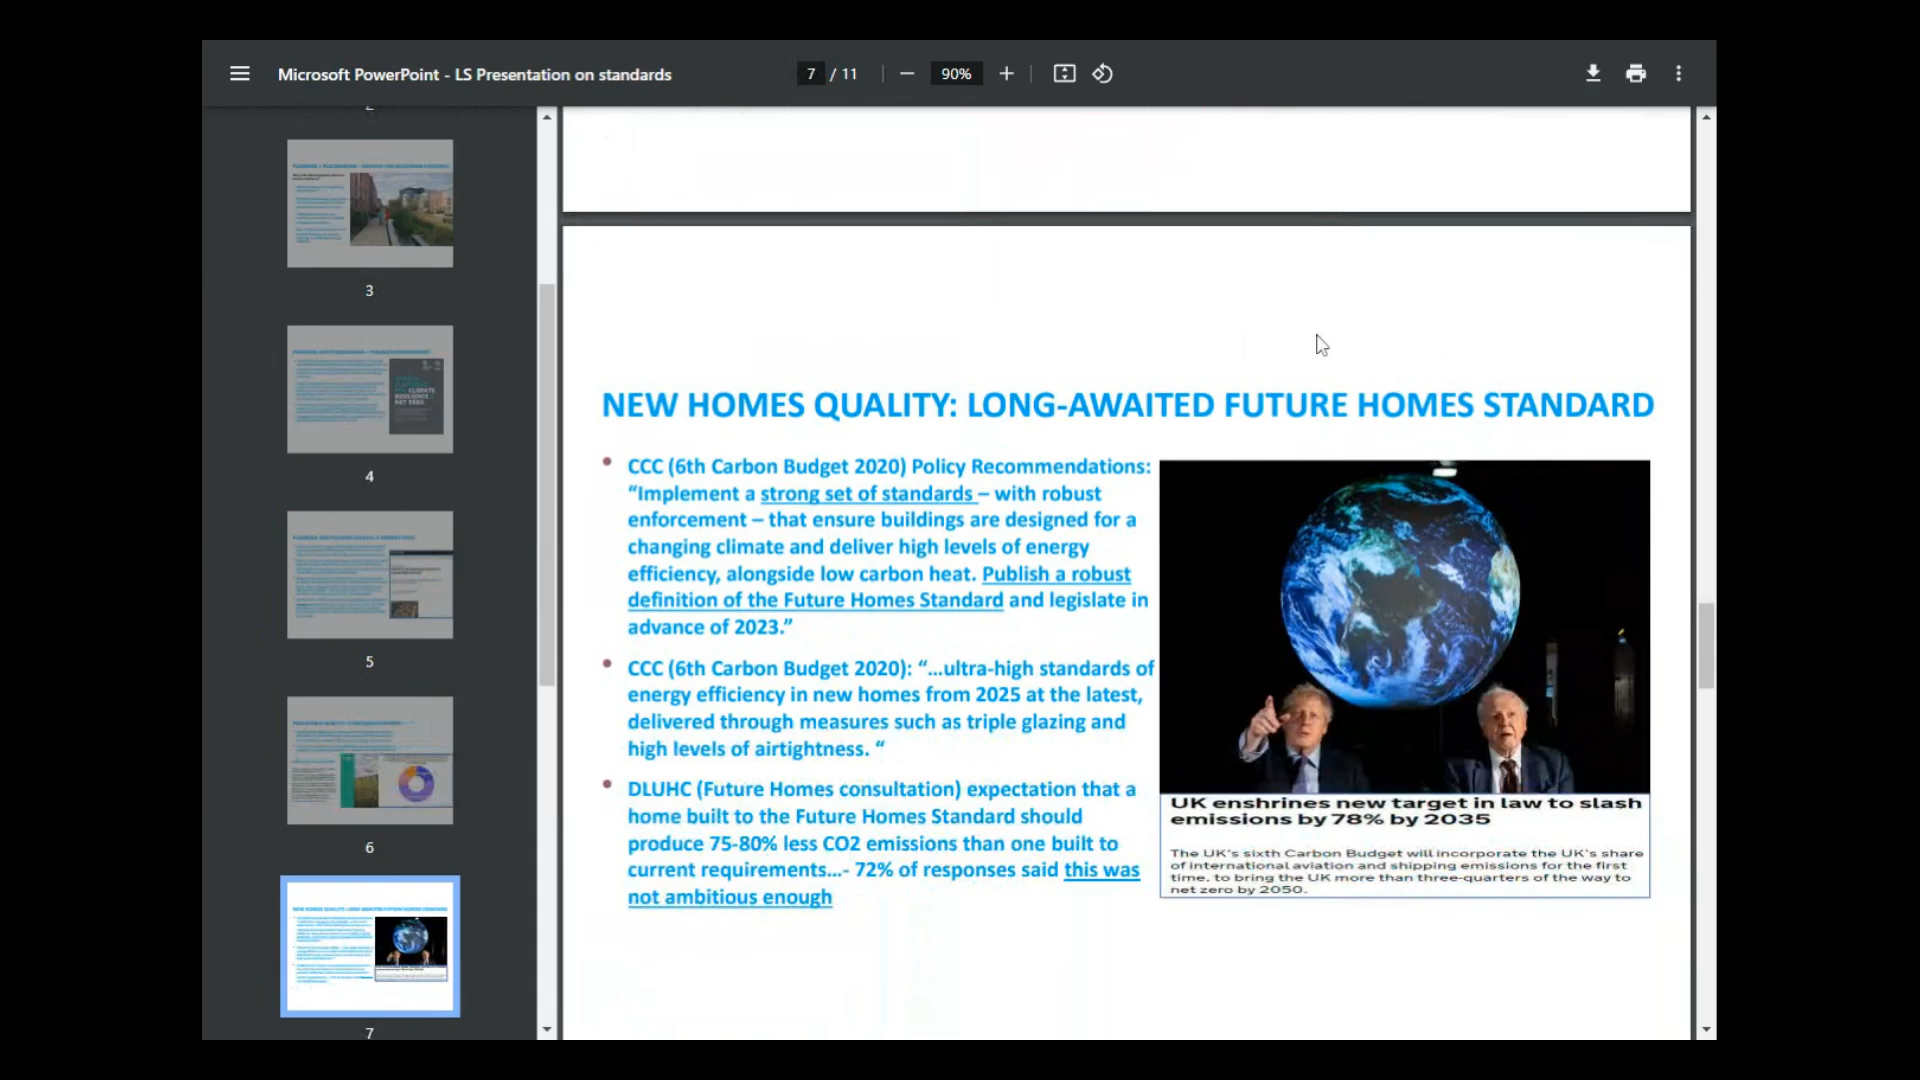 Microsoft PowerPoint - LS Presentation on standards
7 / 11
90%
3
4
5
6
7
NEW HOMES QUALITY: LONG-AWAITED FUTURE HOMES STANDARD
• CCC (6th Carbon Budget 2020) Policy Recommendations:
“Implement a strong set of standards – with robust
enforcement – that ensure buildings are designed for a
changing climate and deliver high levels of energy
efficiency, alongside low carbon heat. Publish a robust
definition of the Future Homes Standard and legislate in
advance of 2023.”
• CCC (6th Carbon Budget 2020): “...ultra-high standards of
energy efficiency in new homes from 2025 at the latest,
delivered through measures such as triple glazing and
high levels of airtightness. “
• DLUHC (Future Homes consultation) expectation that a
home built to the Future Homes Standard should
produce 75-80% less CO2 emissions than one built to
current requirements...- 72% of responses said this was
not ambitious enough
UK enshrines new target in law to slash
emissions by 78% by 2035
The UK's sixth Carbon Budget will incorporate the UK's share
of international aviation and shipping emissions for the first
time, to bring the UK more than three-quarters of the way to
net zero by 2050.